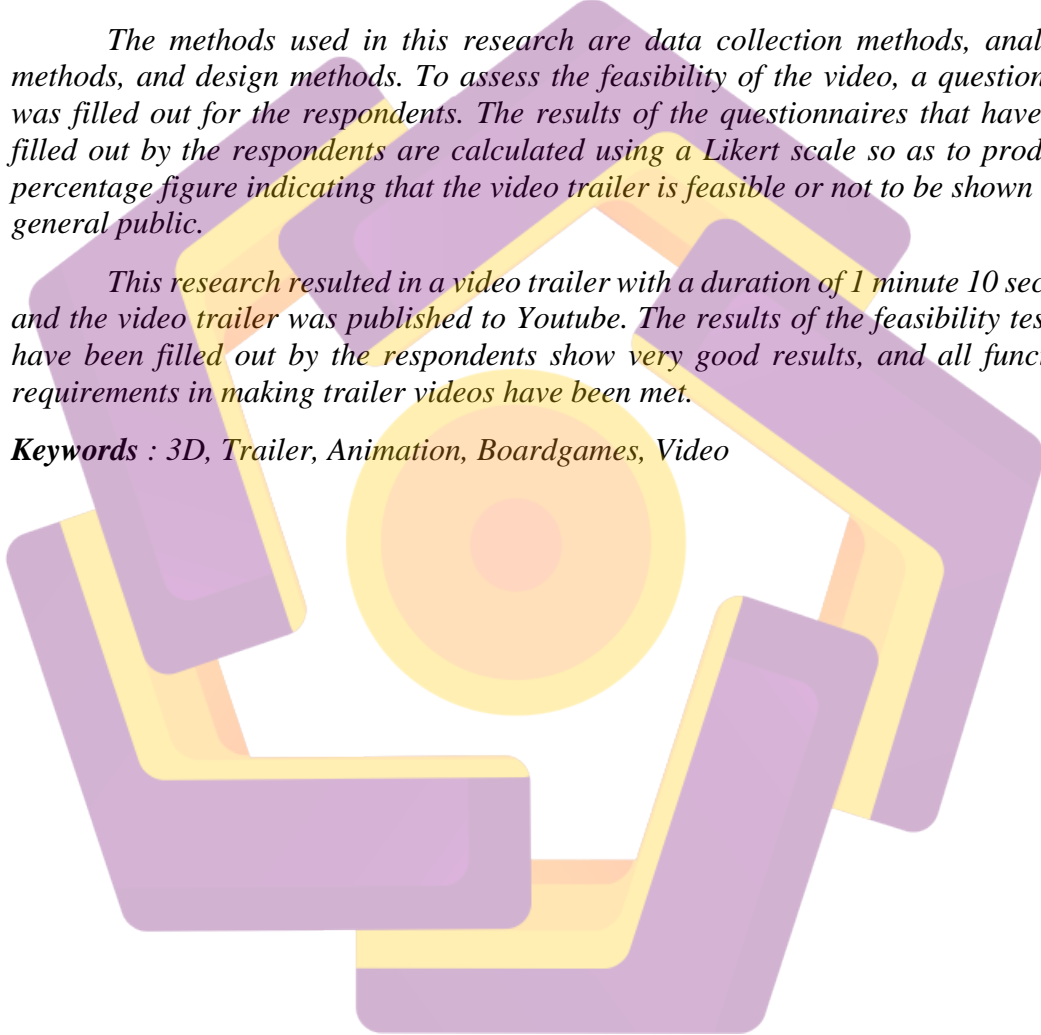 The methods used in this research are data collection methods, anal
methods, and design methods. To assess the feasibility of the video, a question
was filled out for the respondents. The results of the questionnaires that have
filled out by the respondents are calculated using a Likert scale so as to prod
percentage figure indicating that the video trailer is feasible or not to be shown
general public.
This research resulted in a video trailer with a duration of 1 minute 10 sec
and the video trailer was published to Youtube. The results of the feasibility tes
have been filled out by the respondents show very good results, and all func
requirements in making trailer videos have been met.
Keywords : 3D, Trailer, Animation, Boardgames, Video